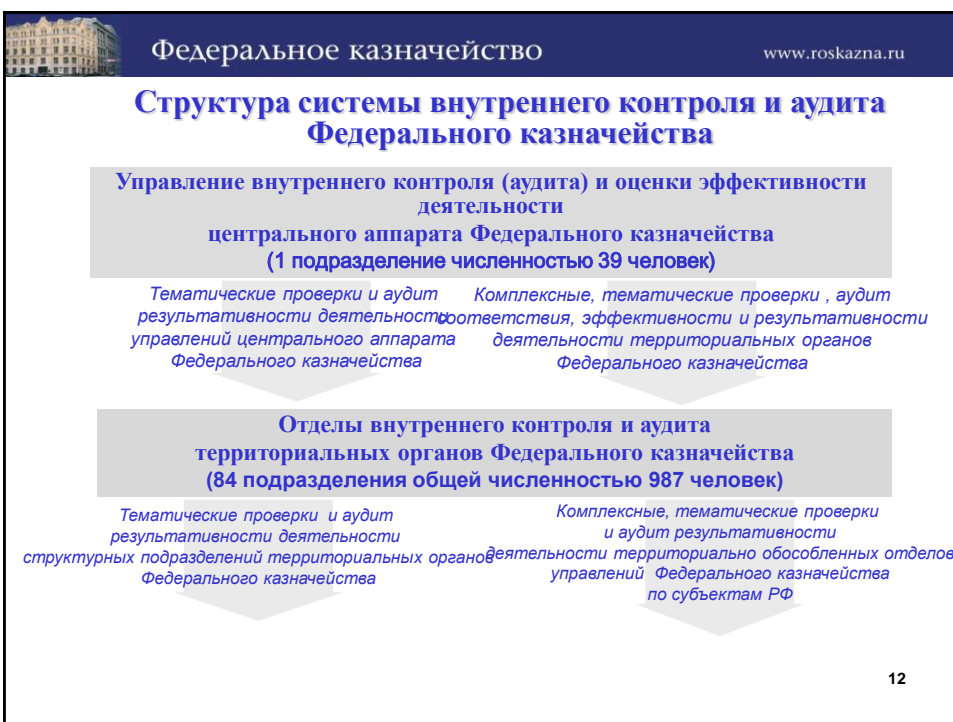 Федеральное казначейство
www.roskazna.ru
Структура системы внутреннего контроля и аудита
Федерального казначейства
Управление внутреннего контроля (аудита) и оценки эффективности
деятельности
центрального аппарата Федерального казначейства
(1 подразделение численностью 39 человек)
Тематические проверки и аудит
результативности деятельности
управлений центрального аппарата
Федерального казначейства
Комплексные, тематические проверки , аудит
соответствия, эффективности и результативности
деятельности территориальных органов
Федерального казначейства
Отделы внутреннего контроля и аудита
территориальных органов Федерального казначейства
(84 подразделения общей численностью 987 человек)
Тематические проверки и аудит
результативности деятельности
структурных подразделений территориальных органов
Федерального казначейства
Комплексные, тематические проверки
и аудит результативности
деятельности территориально обособленных отделов
управлений Федерального казначейства
по субъектам РФ
12